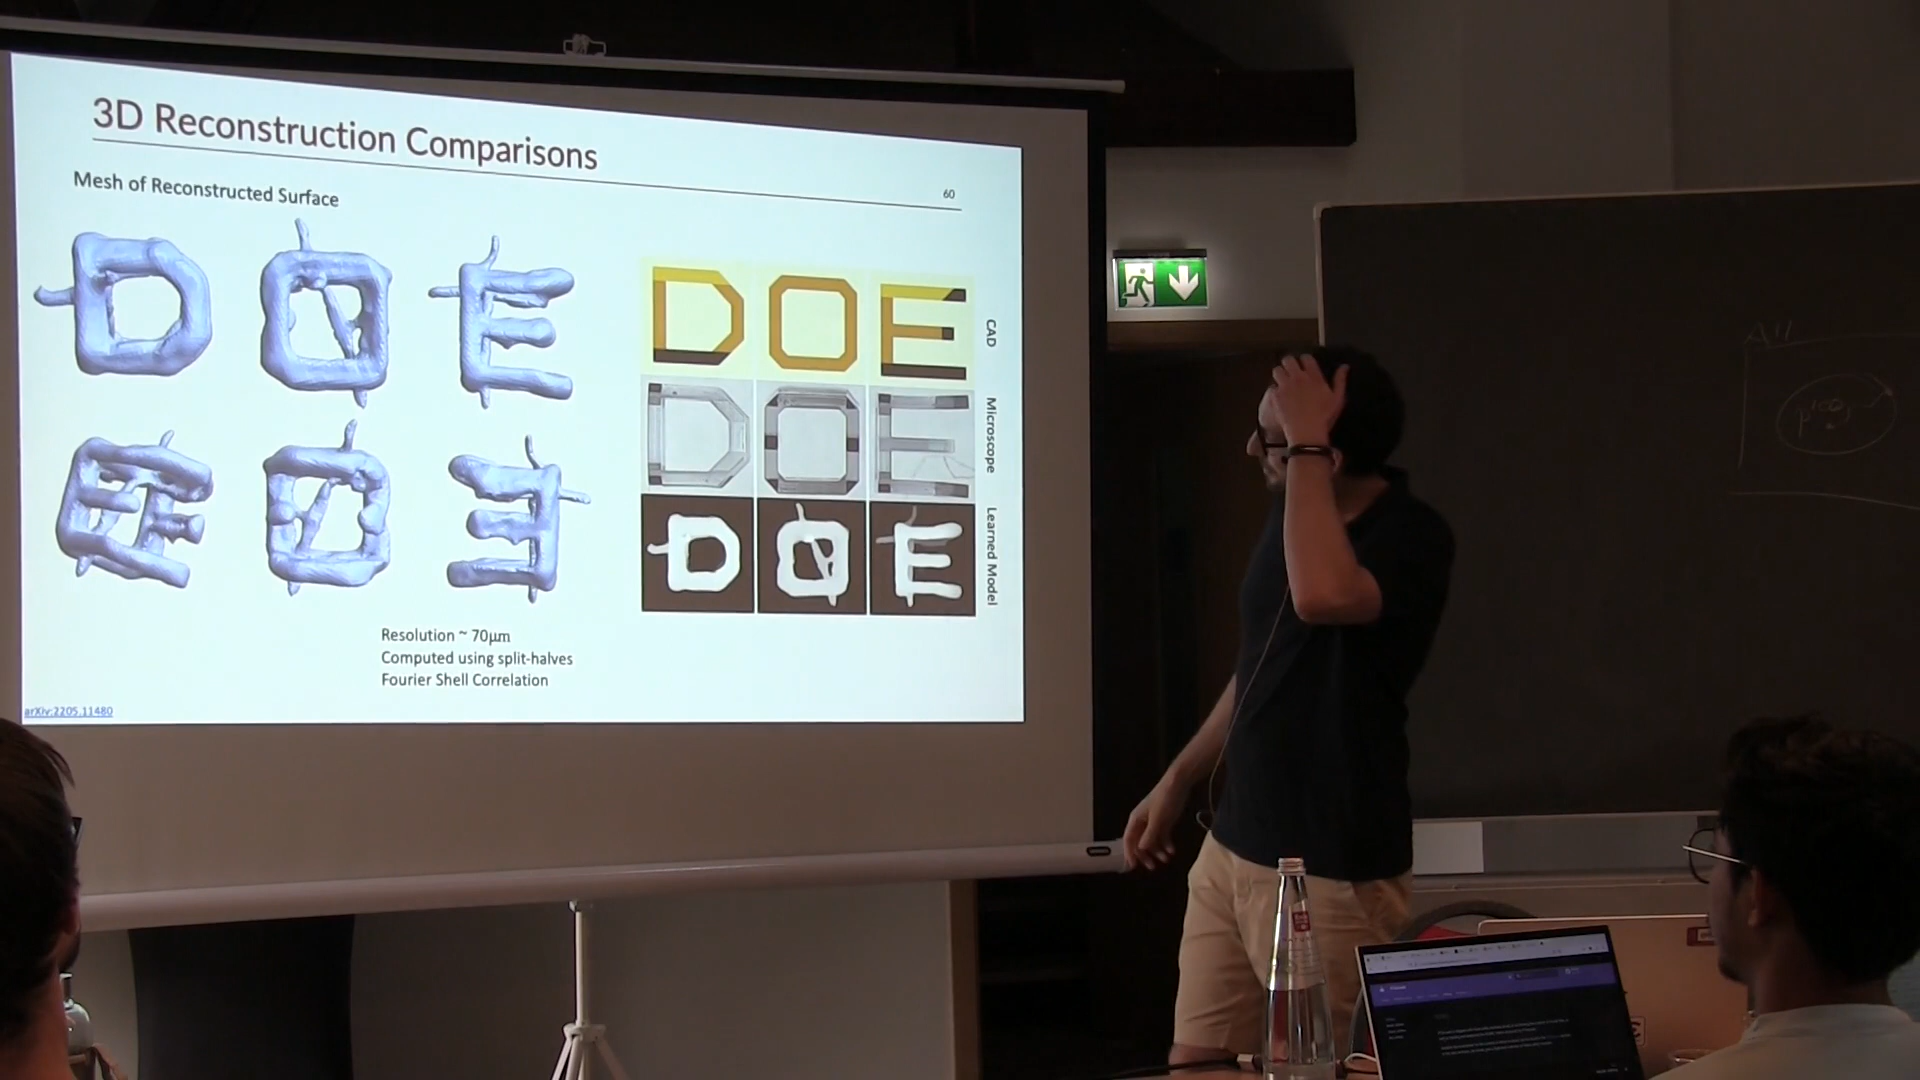 3D Reconstruction Comparisons
60
Mesh of Reconstructed Surface
CAD
Microscope
Learned Model
Resolution ~ 70μm
Computed using split-halves
Fourier Shell Correlation
arXiv:2205.11480
All